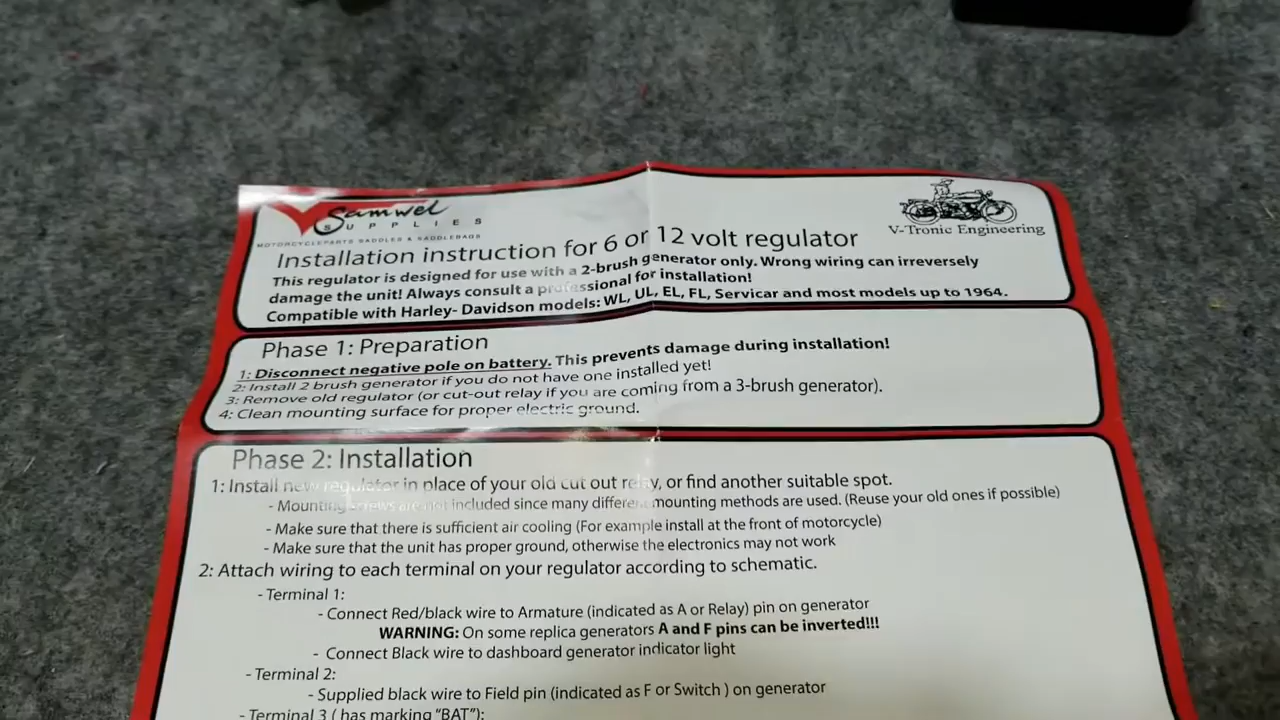 Samwel
SUPPLIES
MOTORCYCLEPARTS SADDLES & SADDLEBAGS
V-Tronic Engineering
Installation instruction for 6 or 12 volt regulator
This regulator is designed for use with a 2-brush generator only. Wrong wiring can irreversely
damage the unit! Always consult a professional for installation!
Compatible with Harley- Davidson models: WL, UL, EL, FL, Servicar and most models up to 1964.
Phase 1: Preparation
1: Disconnect negative pole on battery. This prevents damage during installation!
2: Install 2 brush generator if you do not have one installed yet!
3: Remove old regulator (or cut-out relay if you are coming from a 3-brush generator).
4: Clean mounting surface for proper electric ground.
Phase 2: Installation
1: Install new regulator in place of your old cut out relay, or find another suitable spot.
- Mounting screws are not included since many different mounting methods are used. (Reuse your old ones if possible)
- Make sure that there is sufficient air cooling (For example install at the front of motorcycle)
- Make sure that the unit has proper ground, otherwise the electronics may not work
2: Attach wiring to each terminal on your regulator according to schematic.
- Terminal 1:
- Connect Red/black wire to Armature (indicated as A or Relay) pin on generator
WARNING: On some replica generators A and F pins can be inverted!!!
- Connect Black wire to dashboard generator indicator light
- Terminal 2:
- Supplied black wire to Field pin (indicated as F or Switch ) on generator
- Terminal 3 ( has marking "BAT"):